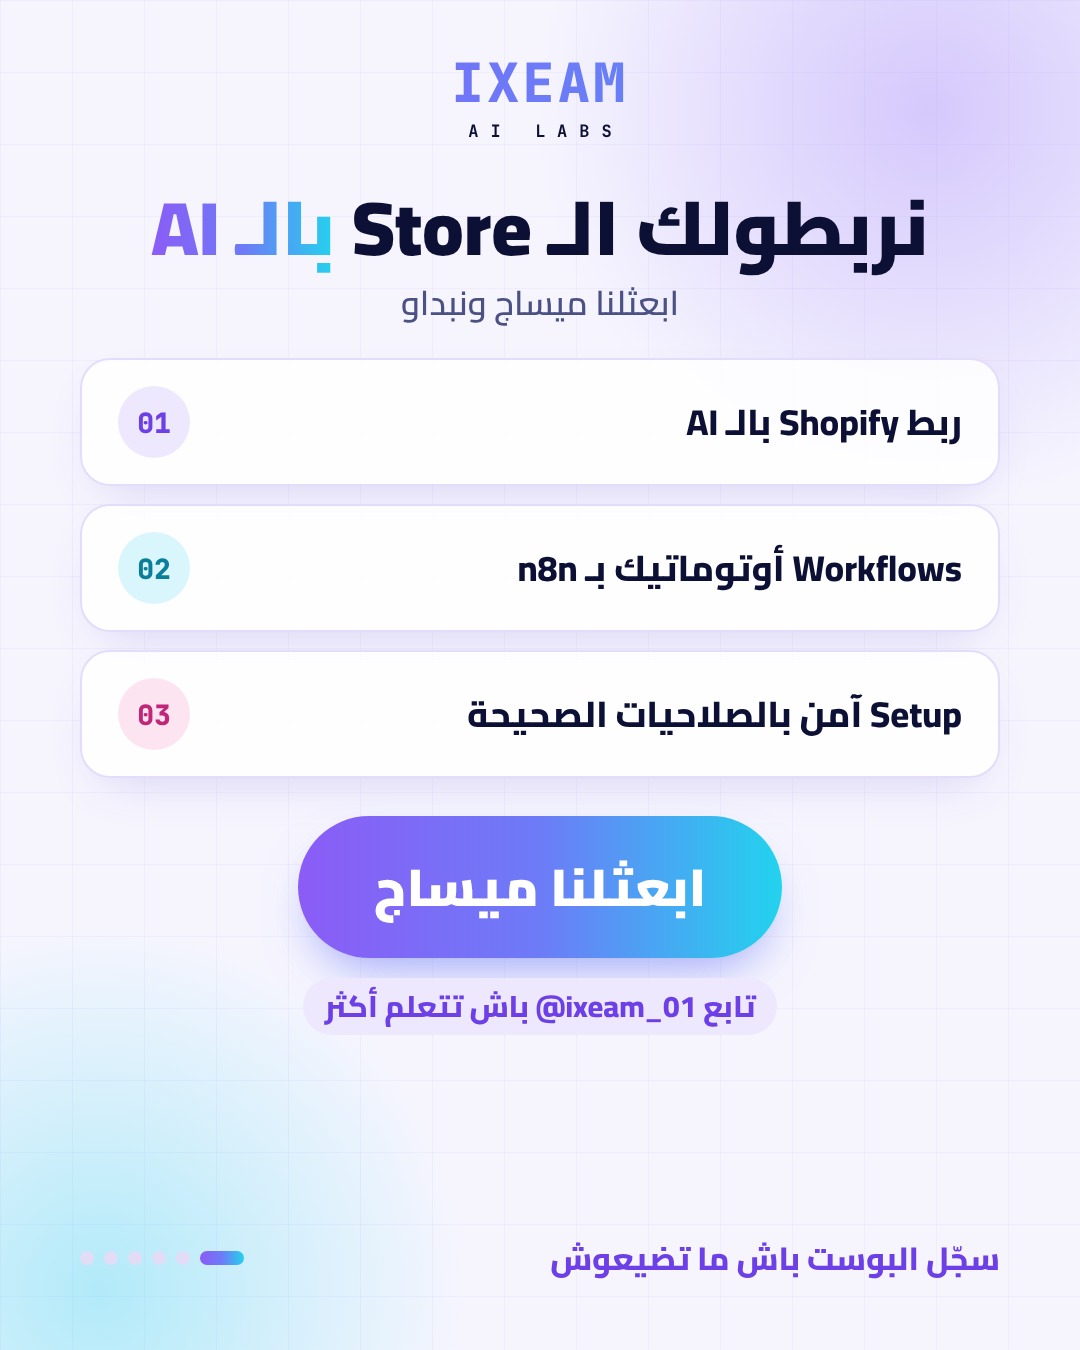 IXEAM
AI LABS
نربطولك الـ Store بالـ AI
ابعثلنا ميساج ونبداو
ربط Shopify بالـ AI
01
Workflows أوتوماتيك بـ n8n
02
Setup آمن بالصلاحيات الصحيحة
03
ابعثلنا ميساج
تابع @ixeam_01 باش تتعلم أكثر
سجّل البوست باش ما تضيعوش